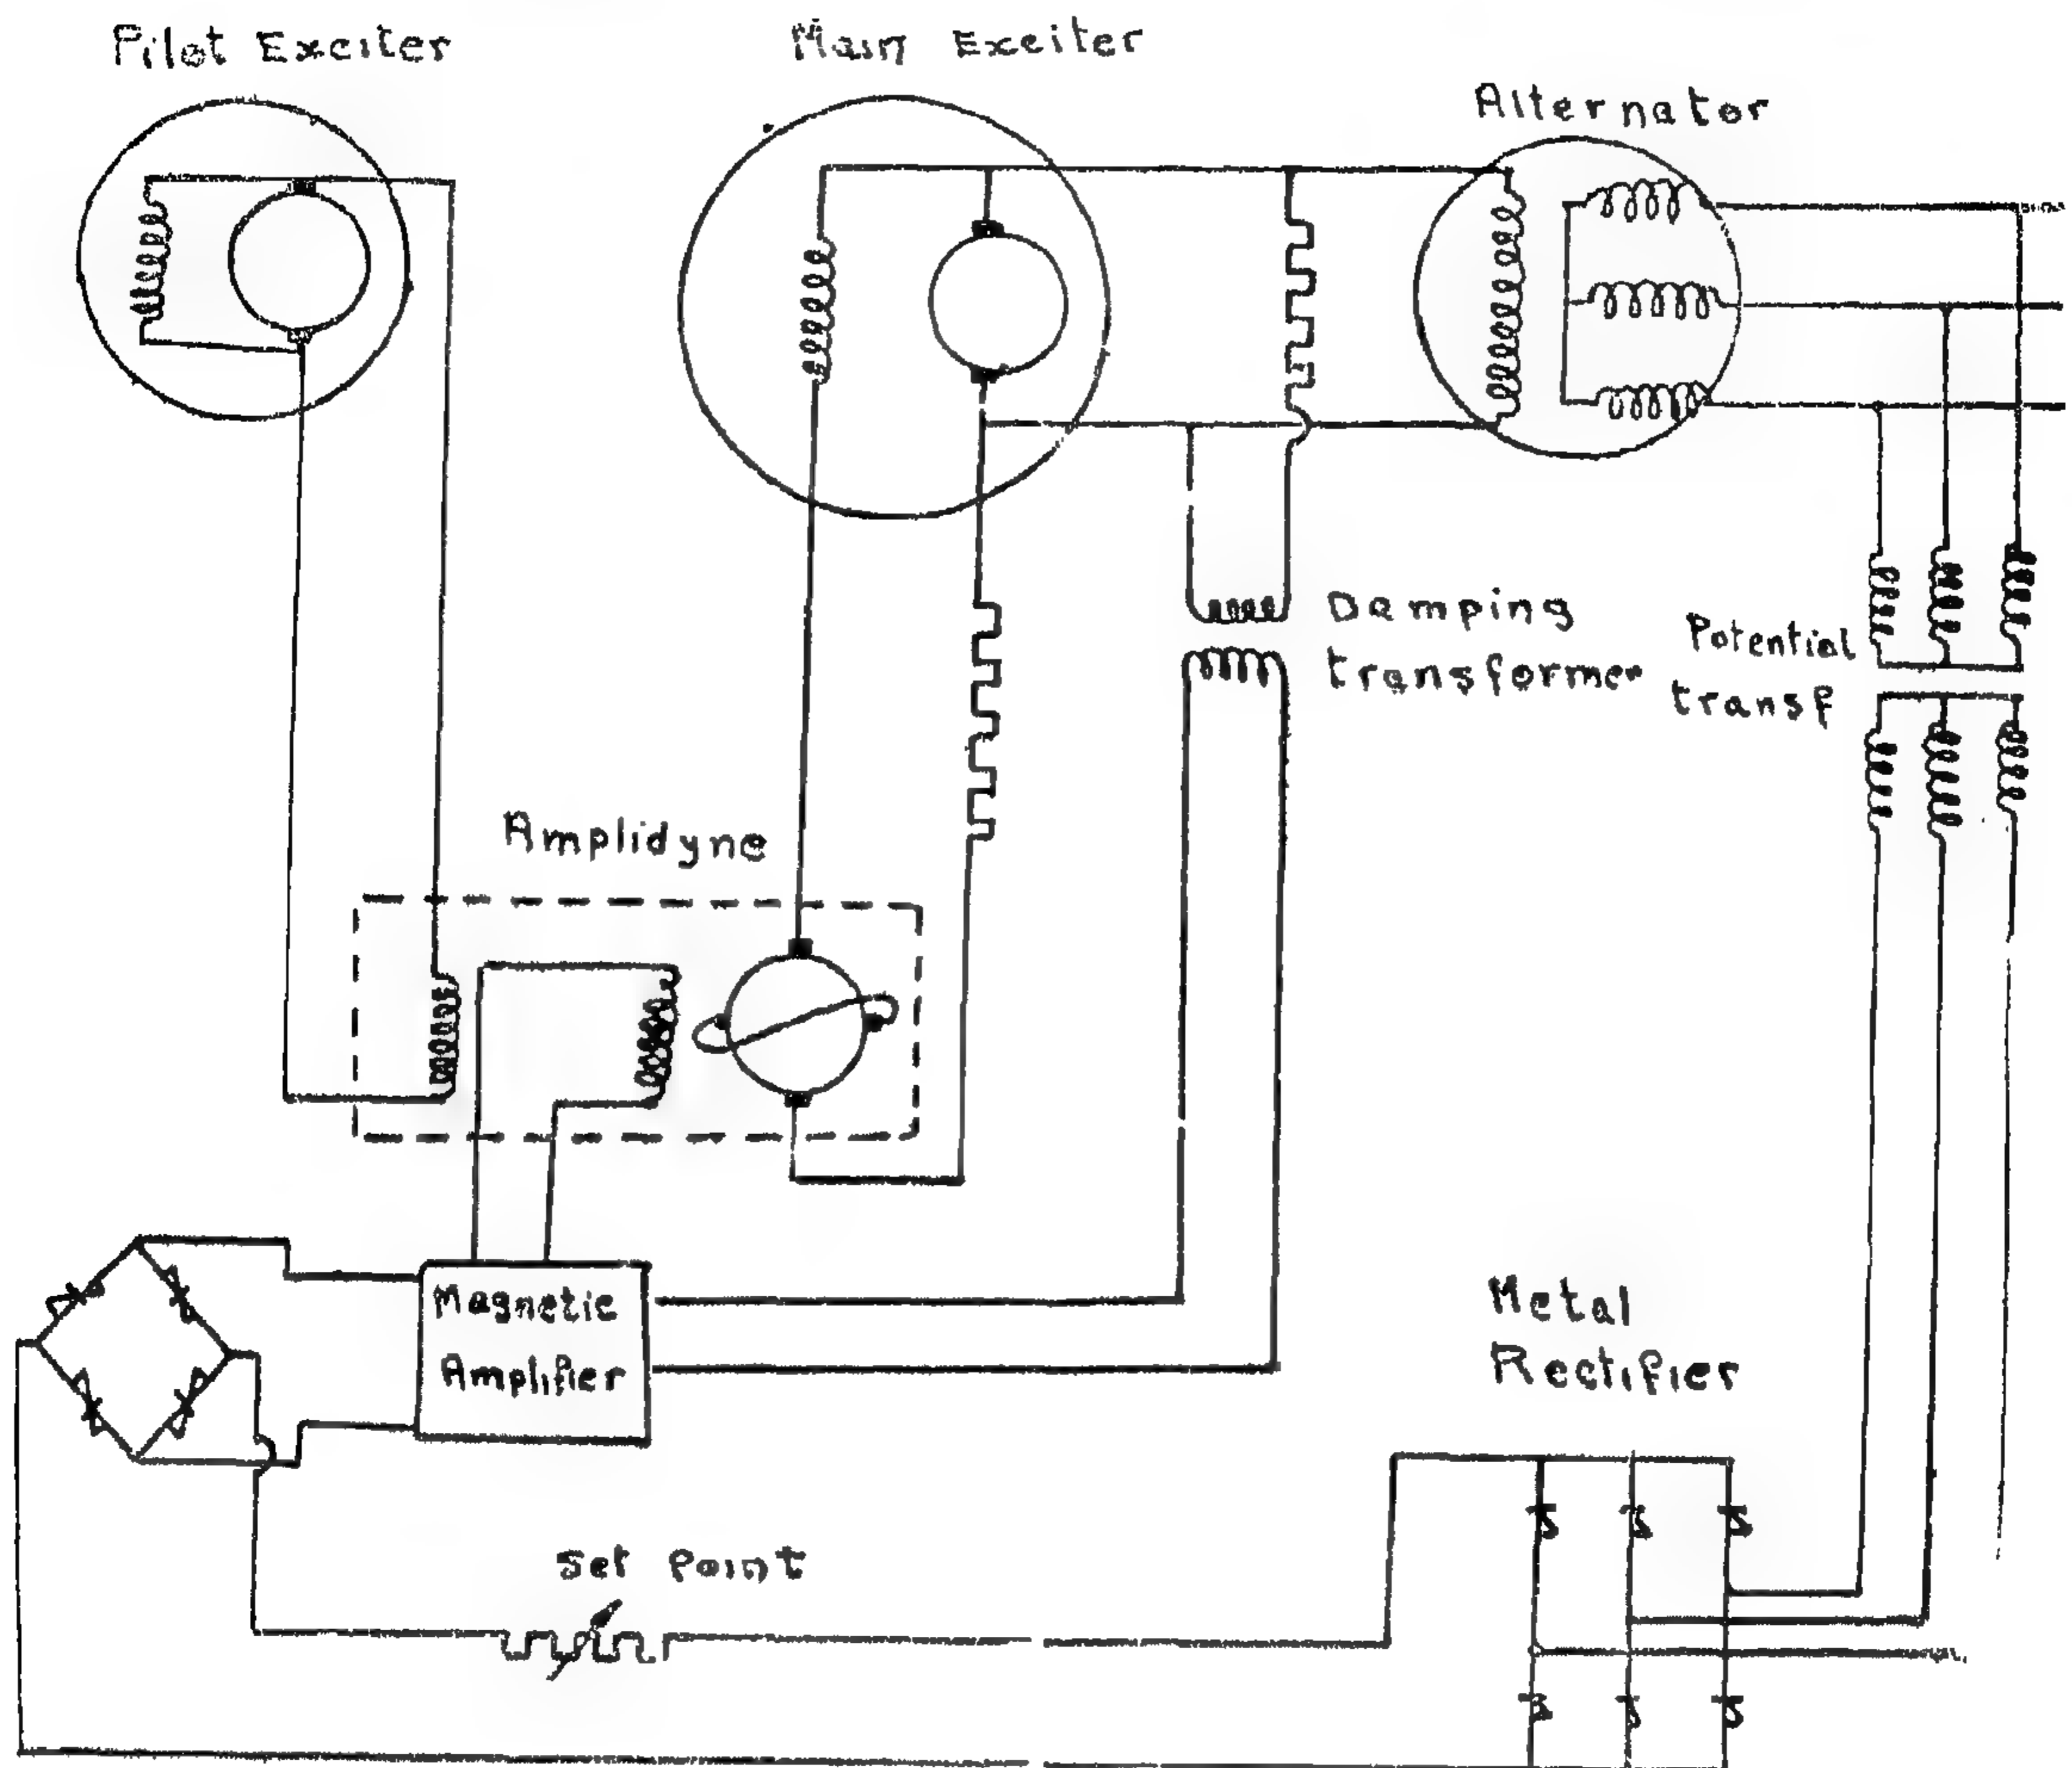 Pilot Exciter
Main Exciter
Alternator
Damping
transformer
Potential
transf
Amplidyne
Magnetic
Amplifier
Metal
Rectifier
Set Point